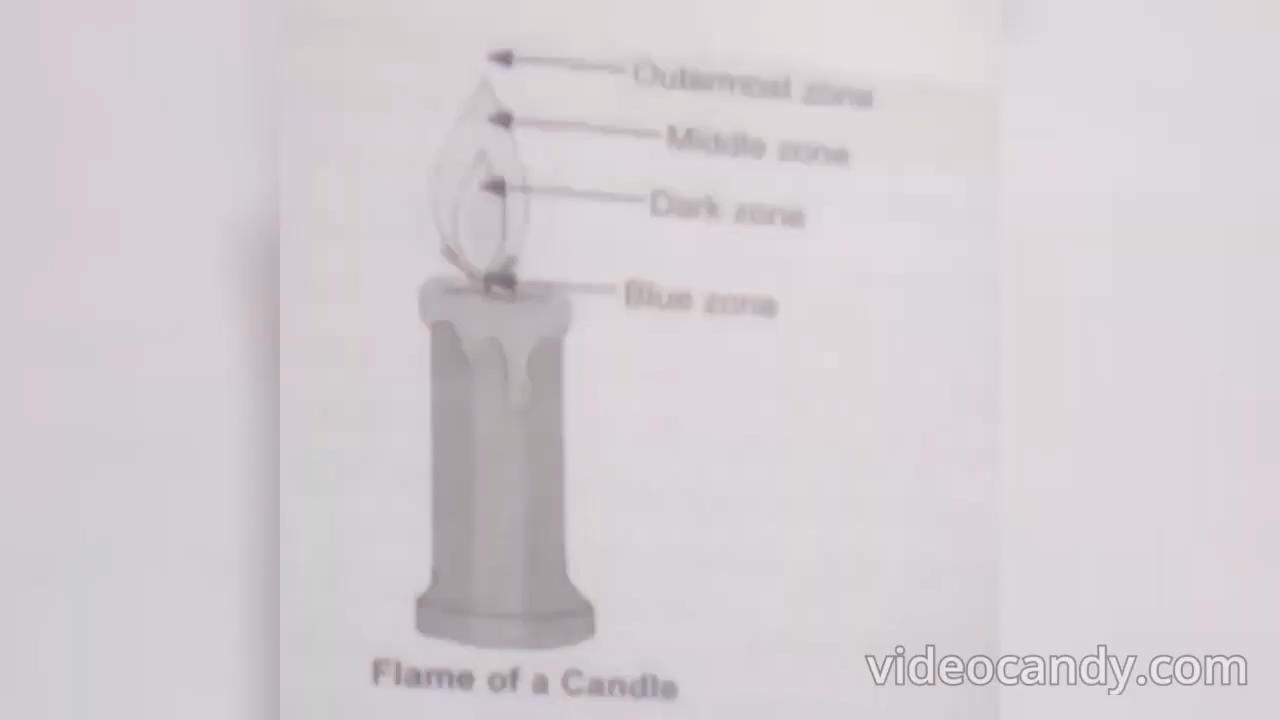 Outermost zone
Middle zone
Dark zone
Blue zone
Flame of a Candle
videocandy.com